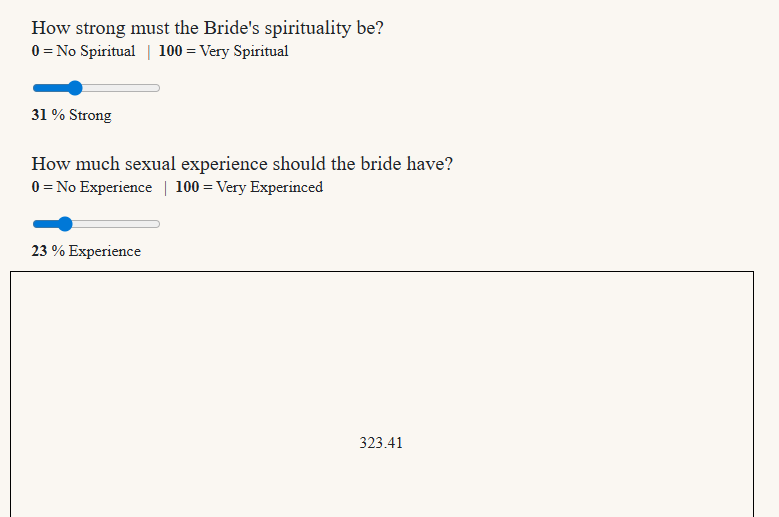 How strong must the Bride's spirituality be?
0 = No Spiritual | 100 = Very Spiritual
31 % Strong
How much sexual experience should the bride have?
0 = No Experience | 100 = Very Experinced
23 % Experience
323.41